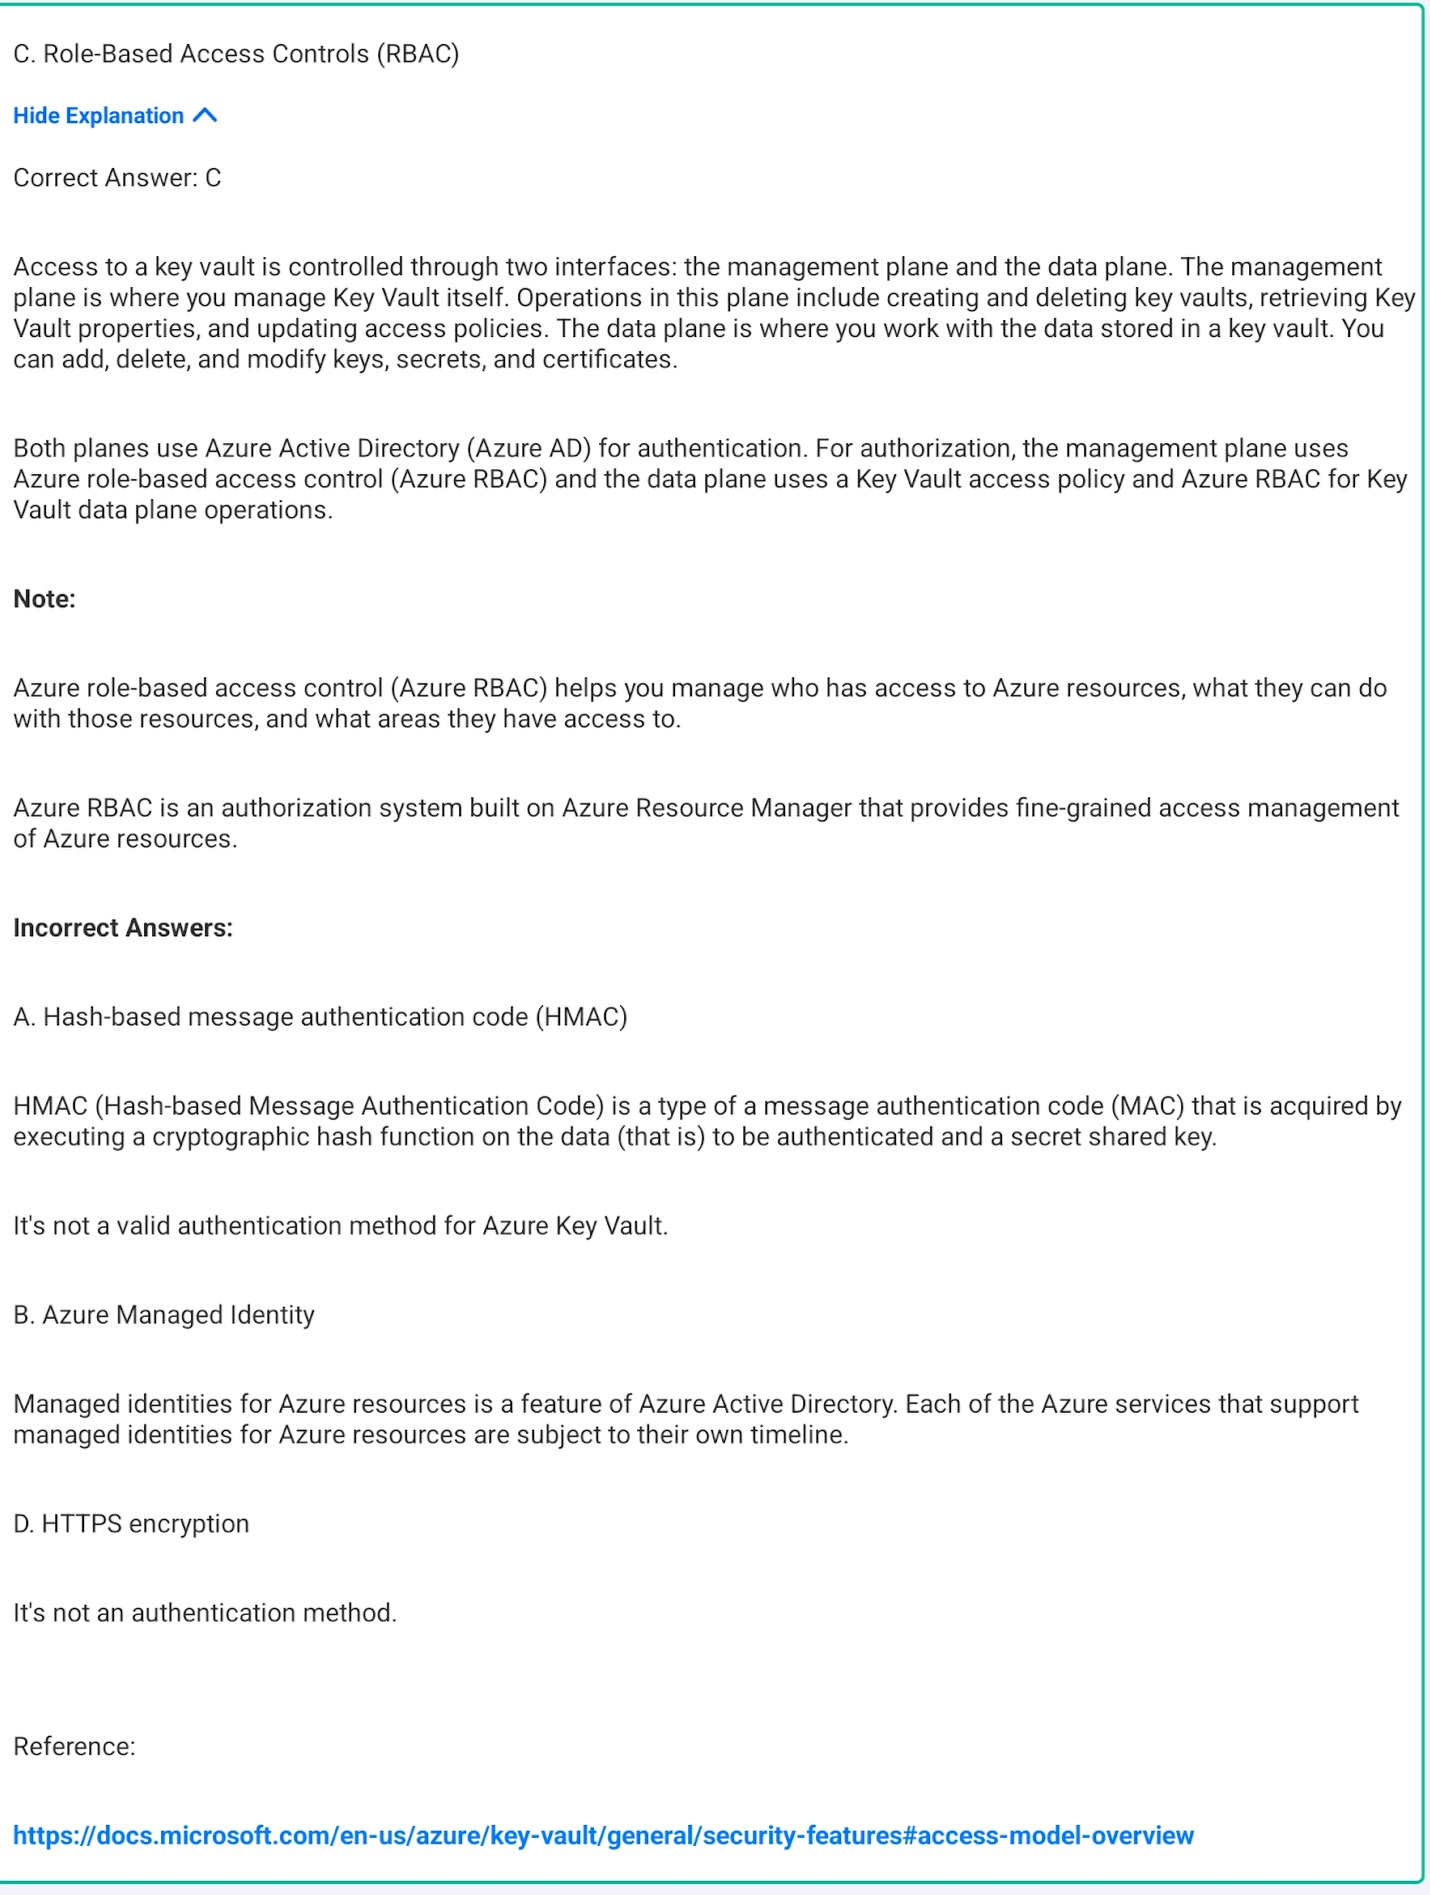 C. Role-Based Access Controls (RBAC)
Hide Explanation
Correct Answer: C
Access to a key vault is controlled through two interfaces: the management plane and the data plane. The management
plane is where you manage Key Vault itself. Operations in this plane include creating and deleting key vaults, retrieving Key
Vault properties, and updating access policies. The data plane is where you work with the data stored in a key vault. You
can add, delete, and modify keys, secrets, and certificates.
Both planes use Azure Active Directory (Azure AD) for authentication. For authorization, the management plane uses
Azure role-based access control (Azure RBAC) and the data plane uses a Key Vault access policy and Azure RBAC for Key
Vault data plane operations.
Note:
Azure role-based access control (Azure RBAC) helps you manage who has access to Azure resources, what they can do
with those resources, and what areas they have access to.
Azure RBAC is an authorization system built on Azure Resource Manager that provides fine-grained access management
of Azure resources.
Incorrect Answers:
A. Hash-based message authentication code (HMAC)
HMAC (Hash-based Message Authentication Code) is a type of a message authentication code (MAC) that is acquired by
executing a cryptographic hash function on the data (that is) to be authenticated and a secret shared key.
It's not a valid authentication method for Azure Key Vault.
B. Azure Managed Identity
Managed identities for Azure resources is a feature of Azure Active Directory. Each of the Azure services that support
managed identities for Azure resources are subject to their own timeline.
D. HTTPS encryption
It's not an authentication method.
Reference:
https://docs.microsoft.com/en-us/azure/key-vault/general/security-features#access-model-overview